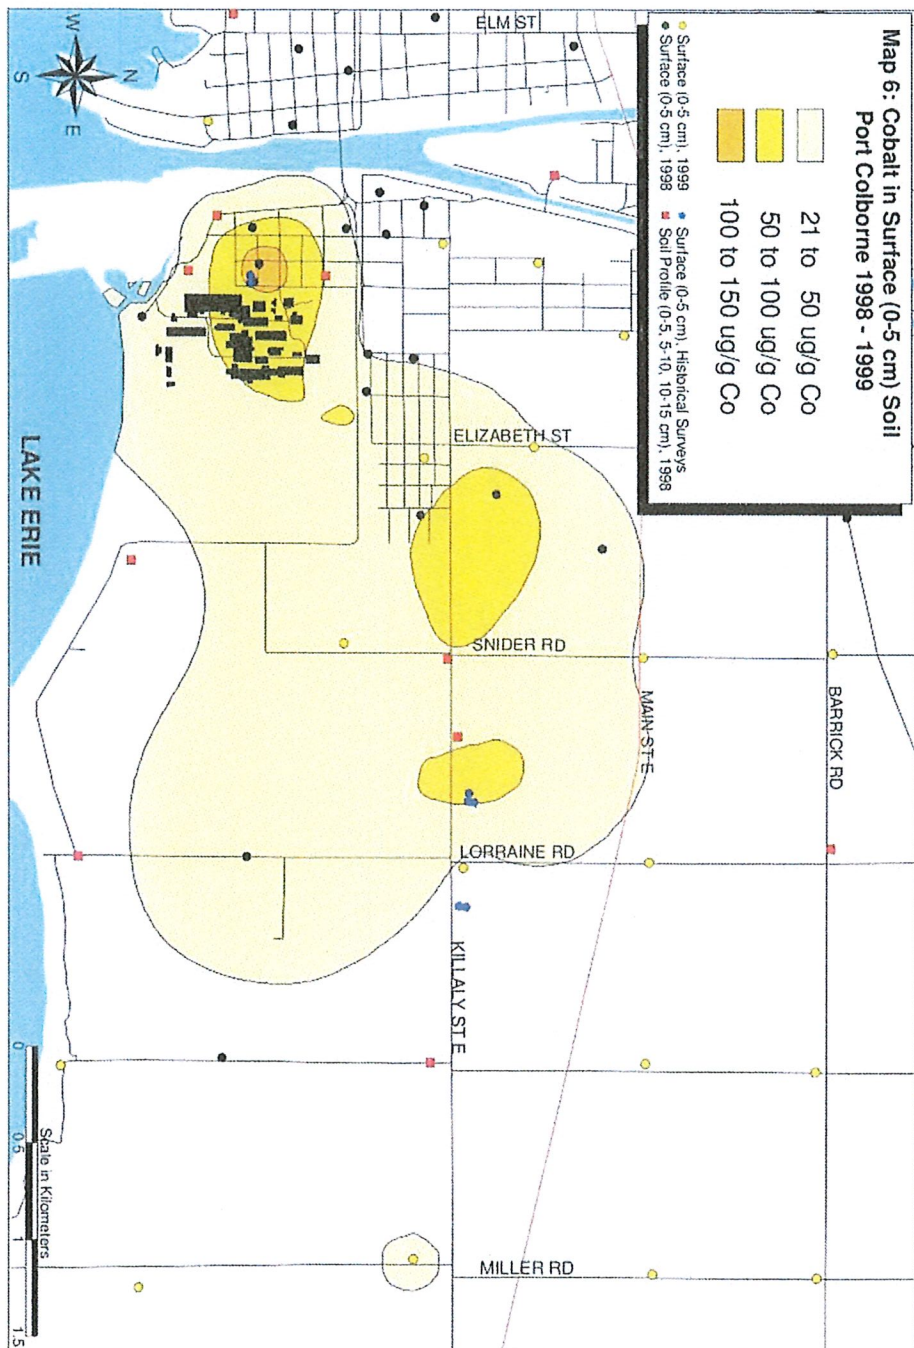 Map 6: Cobalt in Surface (0-5 cm) Soil
Port Colborne 1998 - 1999
21 to 50 ug/g Co
50 to 100 ug/g Co
100 to 150 ug/g Co
Surface (0-5 cm), 1999
Surface (0-5 cm), Historical Surveys
Surface (0-5 cm), 1998
Soil Profile (0-5, 5-10, 10-15 cm), 1998
ELM ST
W
N
S
E
ELIZABETH ST
LAKE ERIE
SNIDER RD
MAIN ST E
BARRICK RD
LORRAINE RD
KILLALY ST E
MILLER RD
0
0.5
1
1.5
Scale in Kilometers